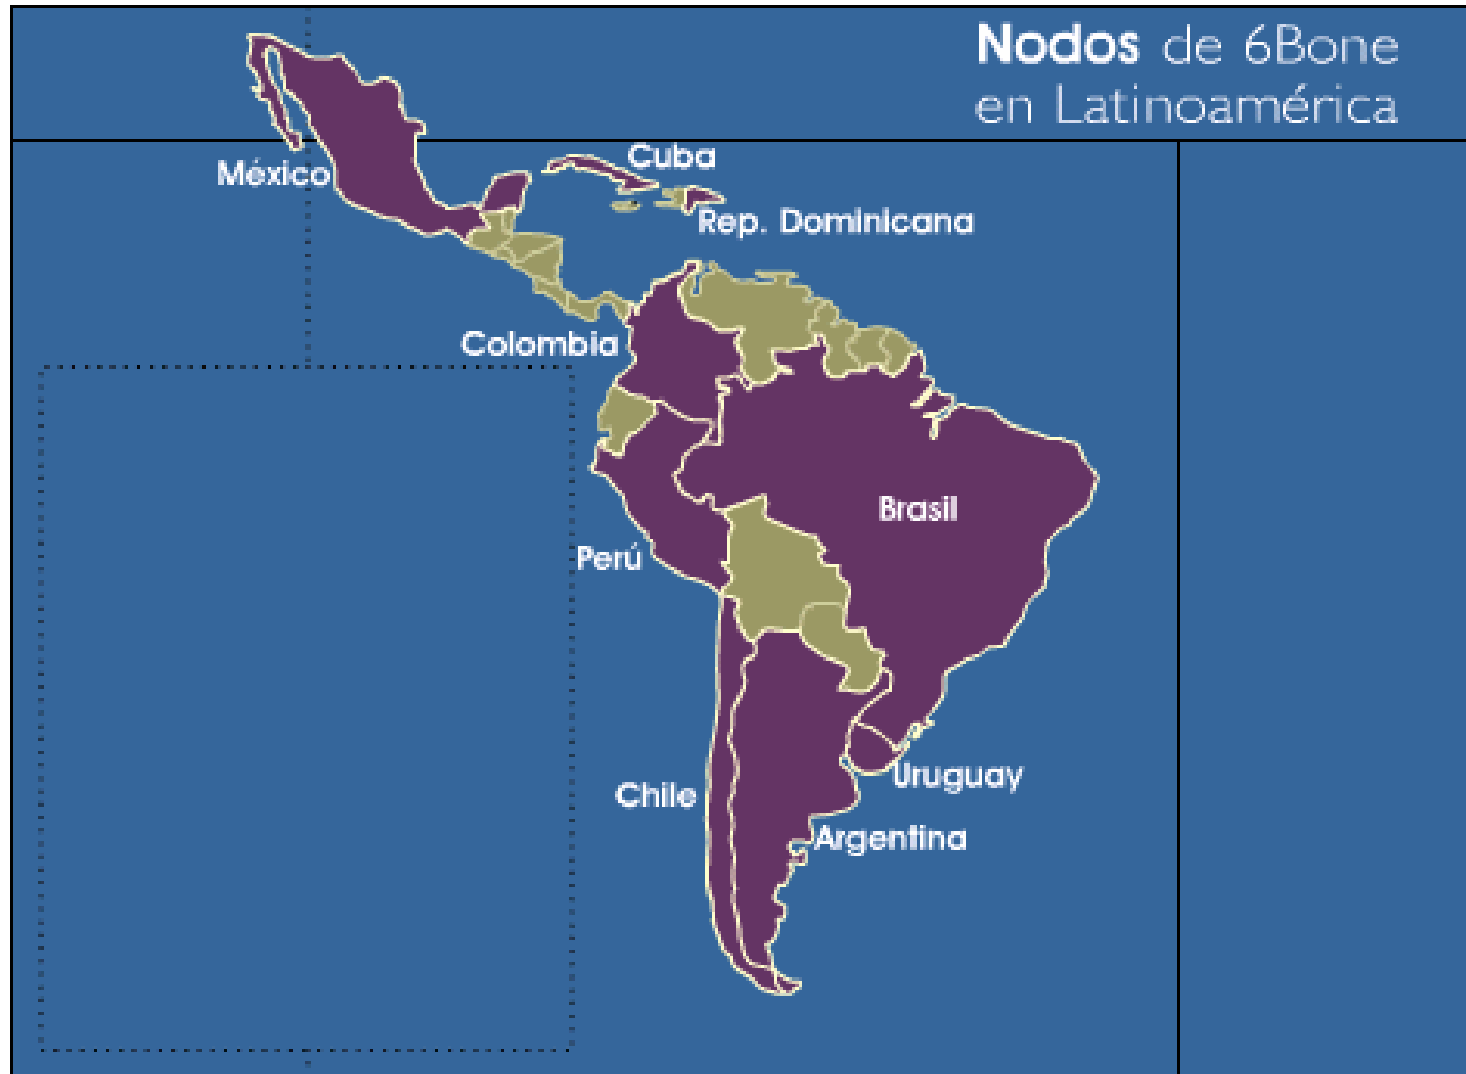 Nodos de 6Bone
en Latinoamérica
Cuba
México
Rep. Dominicana
Colombia
Brasil
Perú
Uruguay
Chile
Argentina